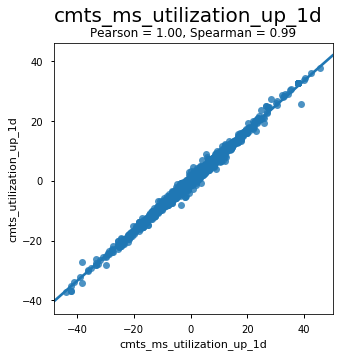 cmts_ms_utilization_up_1d
Pearson = 1.00, Spearman = 0.99
40
20
0
−20
−40
cmts_utilization_up_1d
−40
−20
0
20
40
cmts_ms_utilization_up_1d